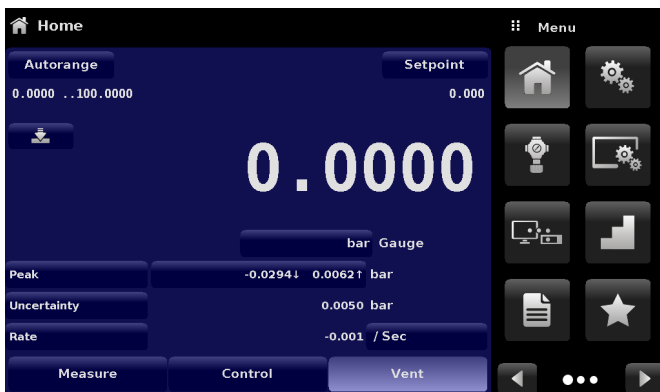 Home
Menu
Autorange
Setpoint
0.0000 ..100.0000
0.000
0.0000
bar Gauge
Peak -0.0294↓ 0.0062↑ bar
Uncertainty 0.0050 bar
Rate -0.001 / Sec
Measure Control Vent